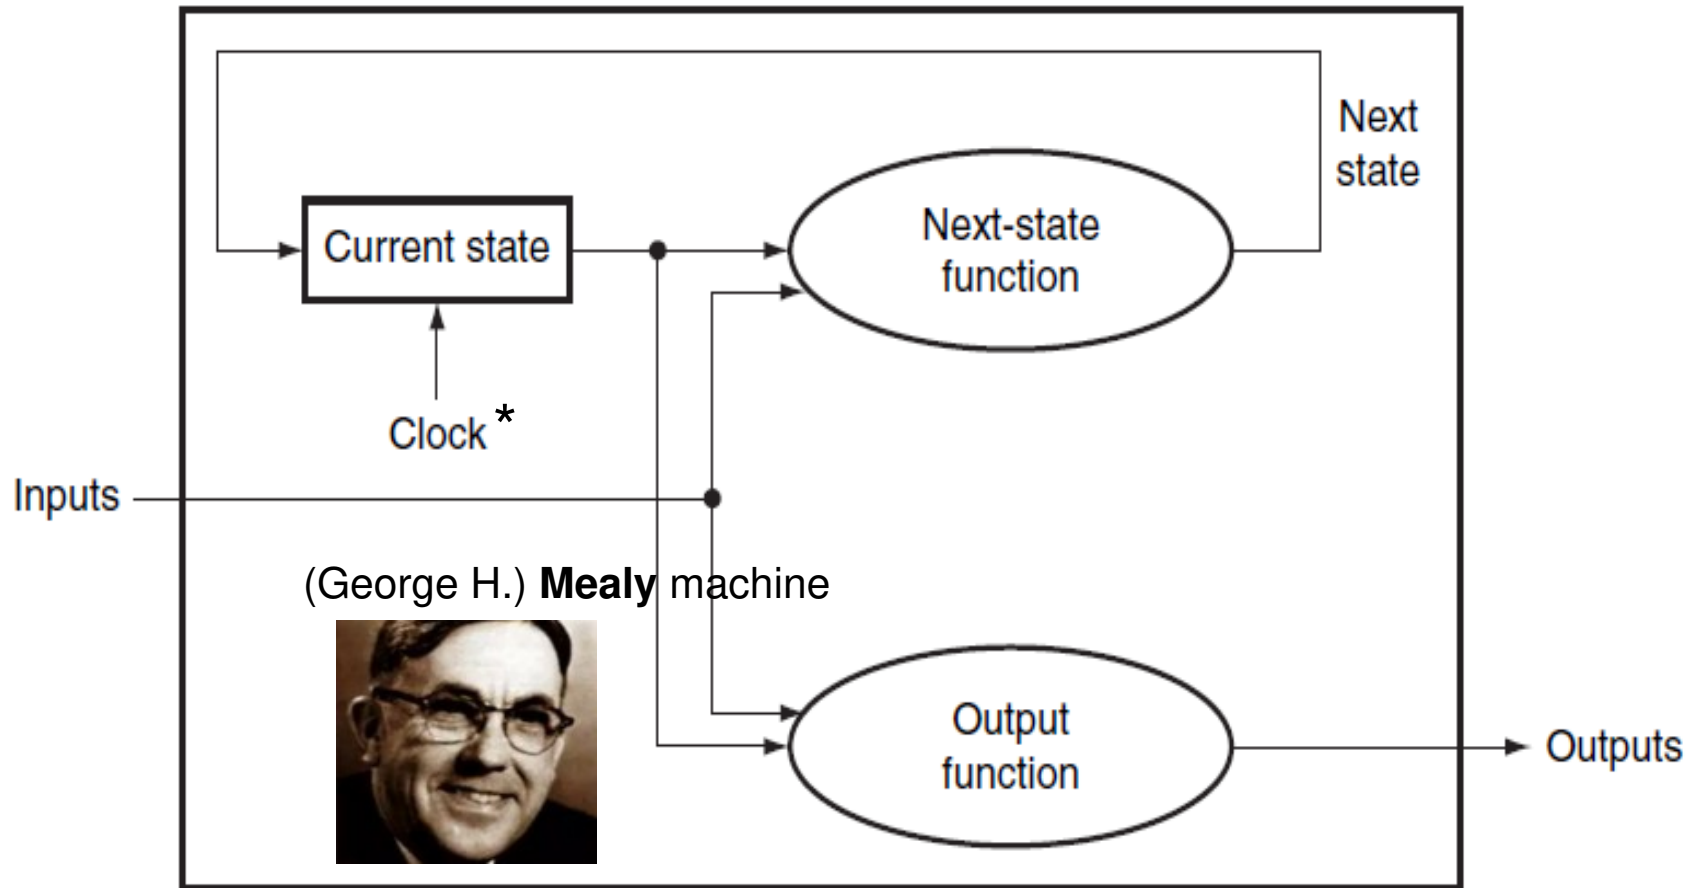 Next
state
Current state
Next-state
function
Clock *
Inputs
(George H.) Mealy machine
Output
function
Outputs